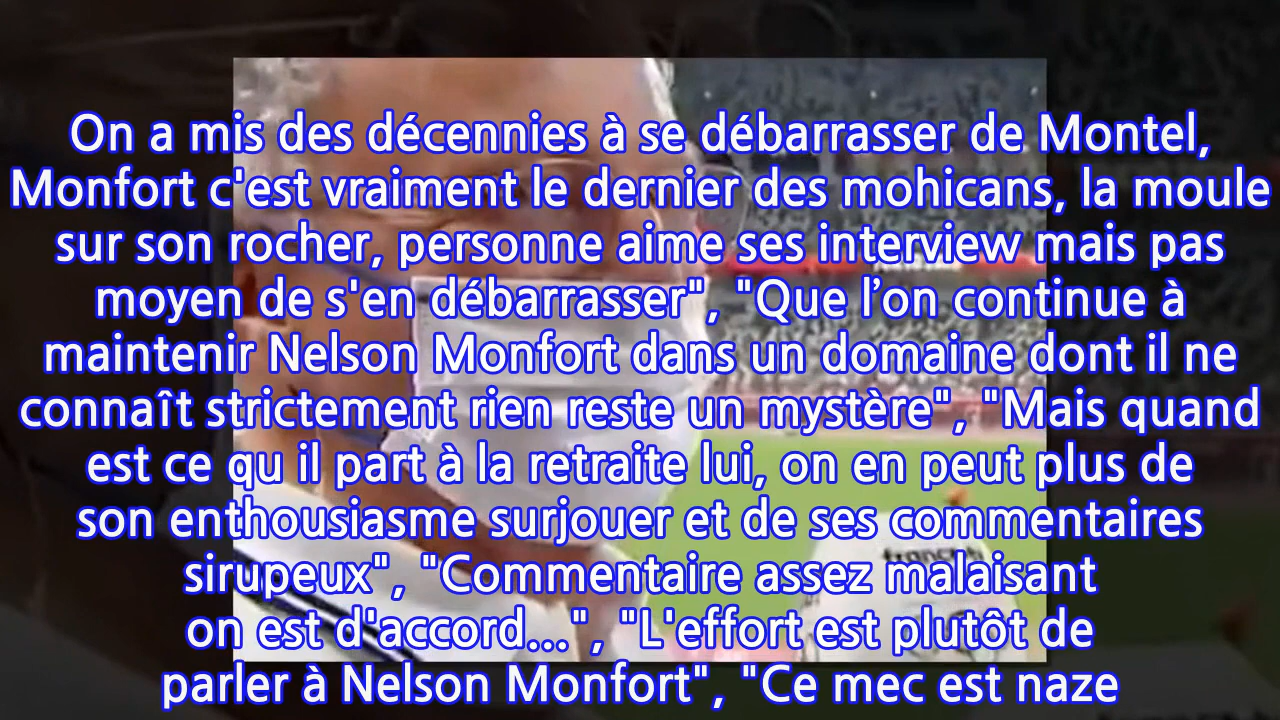 On a mis des décennies à se débarrasser de Montel,
Monfort c'est vraiment le dernier des mohicans, la moule
sur son rocher, personne aime ses interview mais pas
moyen de s'en débarrasser", "Que l’on continue à
maintenir Nelson Monfort dans un domaine dont il ne
connaît strictement rien reste un mystère", "Mais quand
est ce qu il part à la retraite lui, on en peut plus de
son enthousiasme surjouer et de ses commentaires
sirupeux", "Commentaire assez malaisant
on est d'accord...", "L'effort est plutôt de
parler à Nelson Monfort", "Ce mec est naze